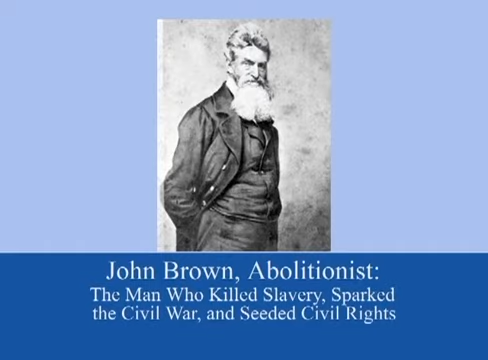 John Brown, Abolitionist:
The Man Who Killed Slavery, Sparked
the Civil War, and Seeded Civil Rights